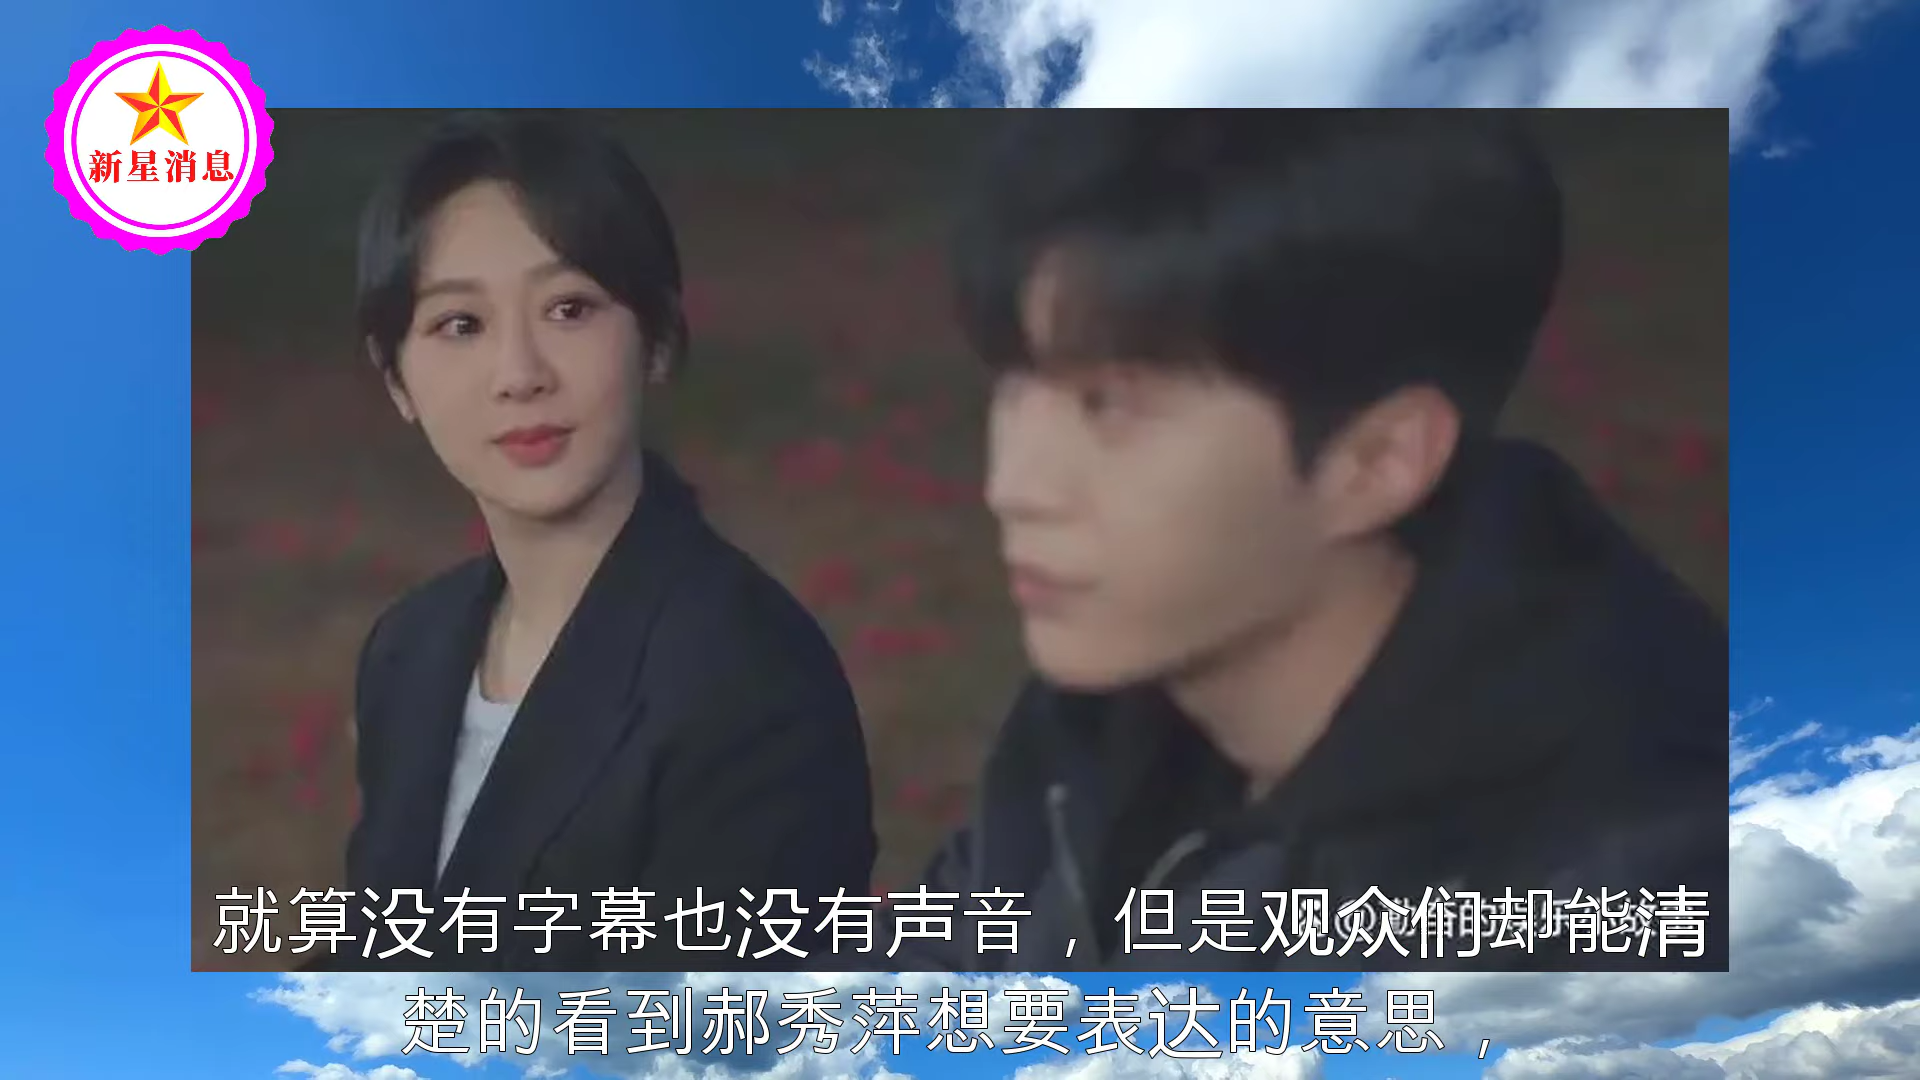 新星消息
就算没有字幕也没有声音，但是观众们却能清
楚的看到郝秀萍想要表达的意思，